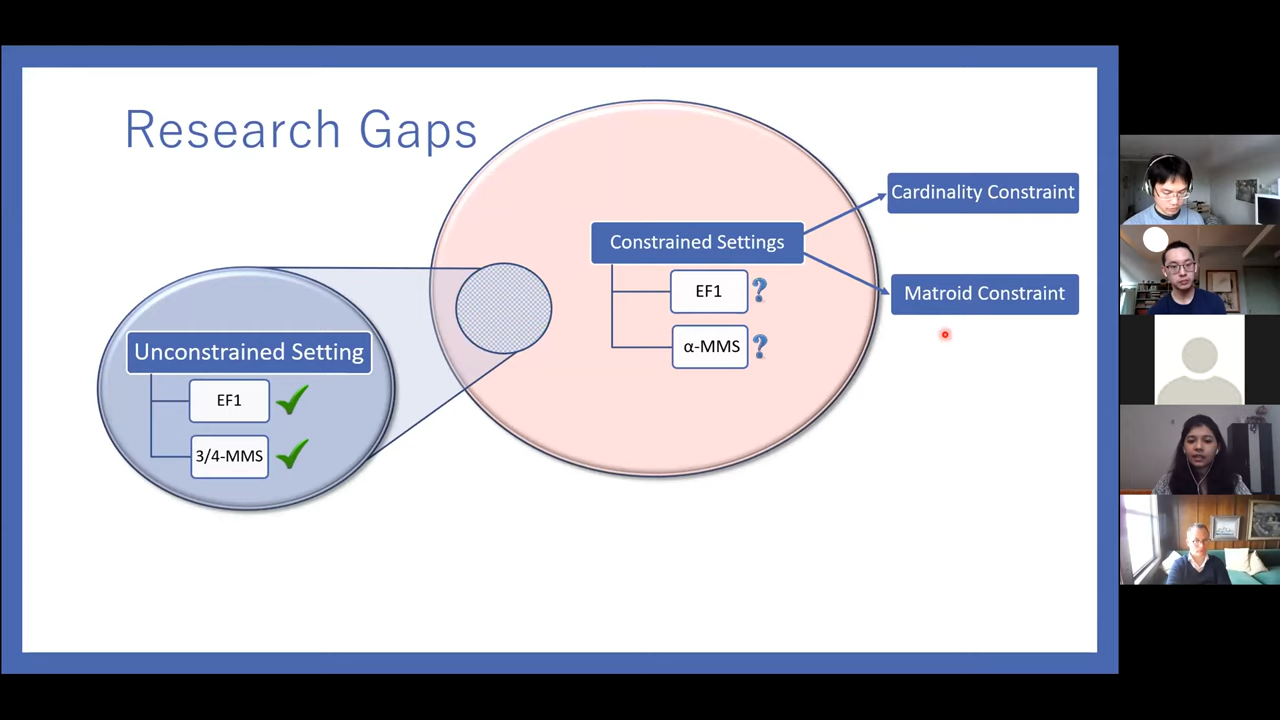 Research Gaps
Cardinality Constraint
Constrained Settings
EF1 ?
Matroid Constraint
α-MMS ?
Unconstrained Setting
EF1
3/4-MMS